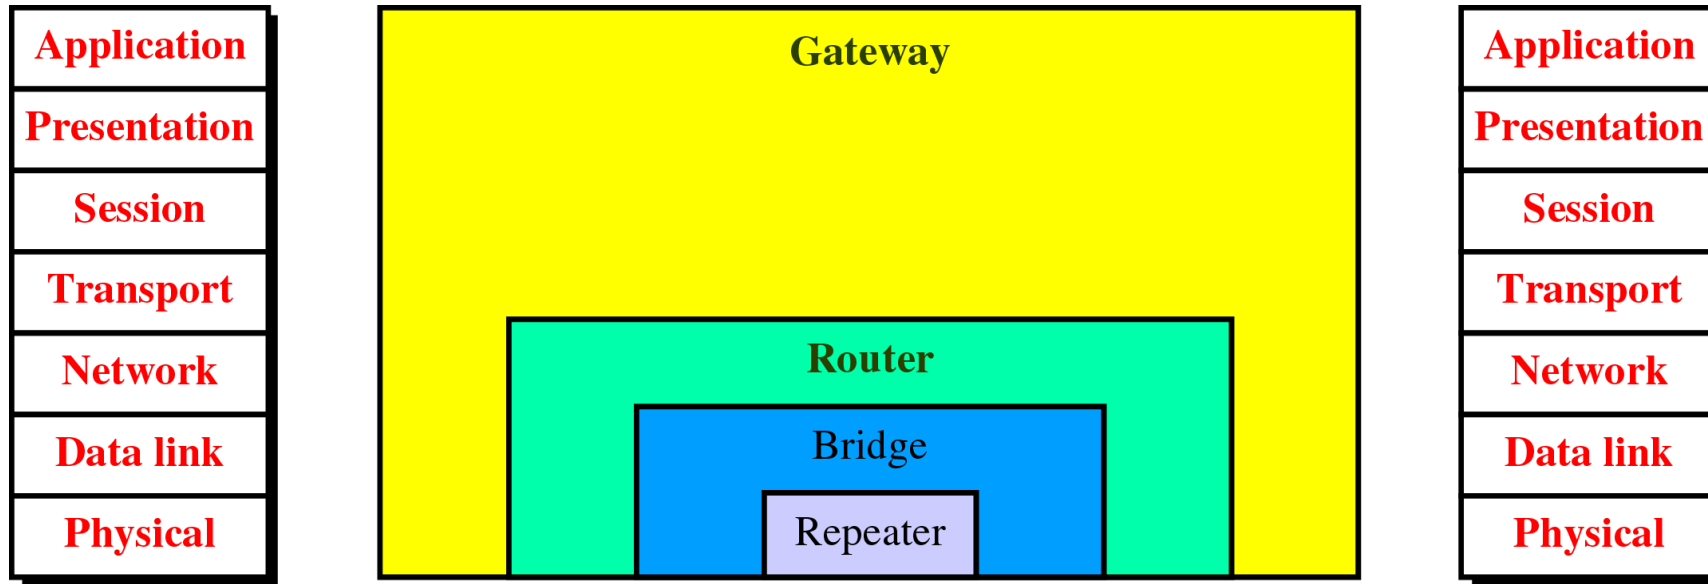 Application
Presentation
Session
Transport
Network
Data link
Physical
Gateway
Router
Bridge
Repeater
Application
Presentation
Session
Transport
Network
Data link
Physical